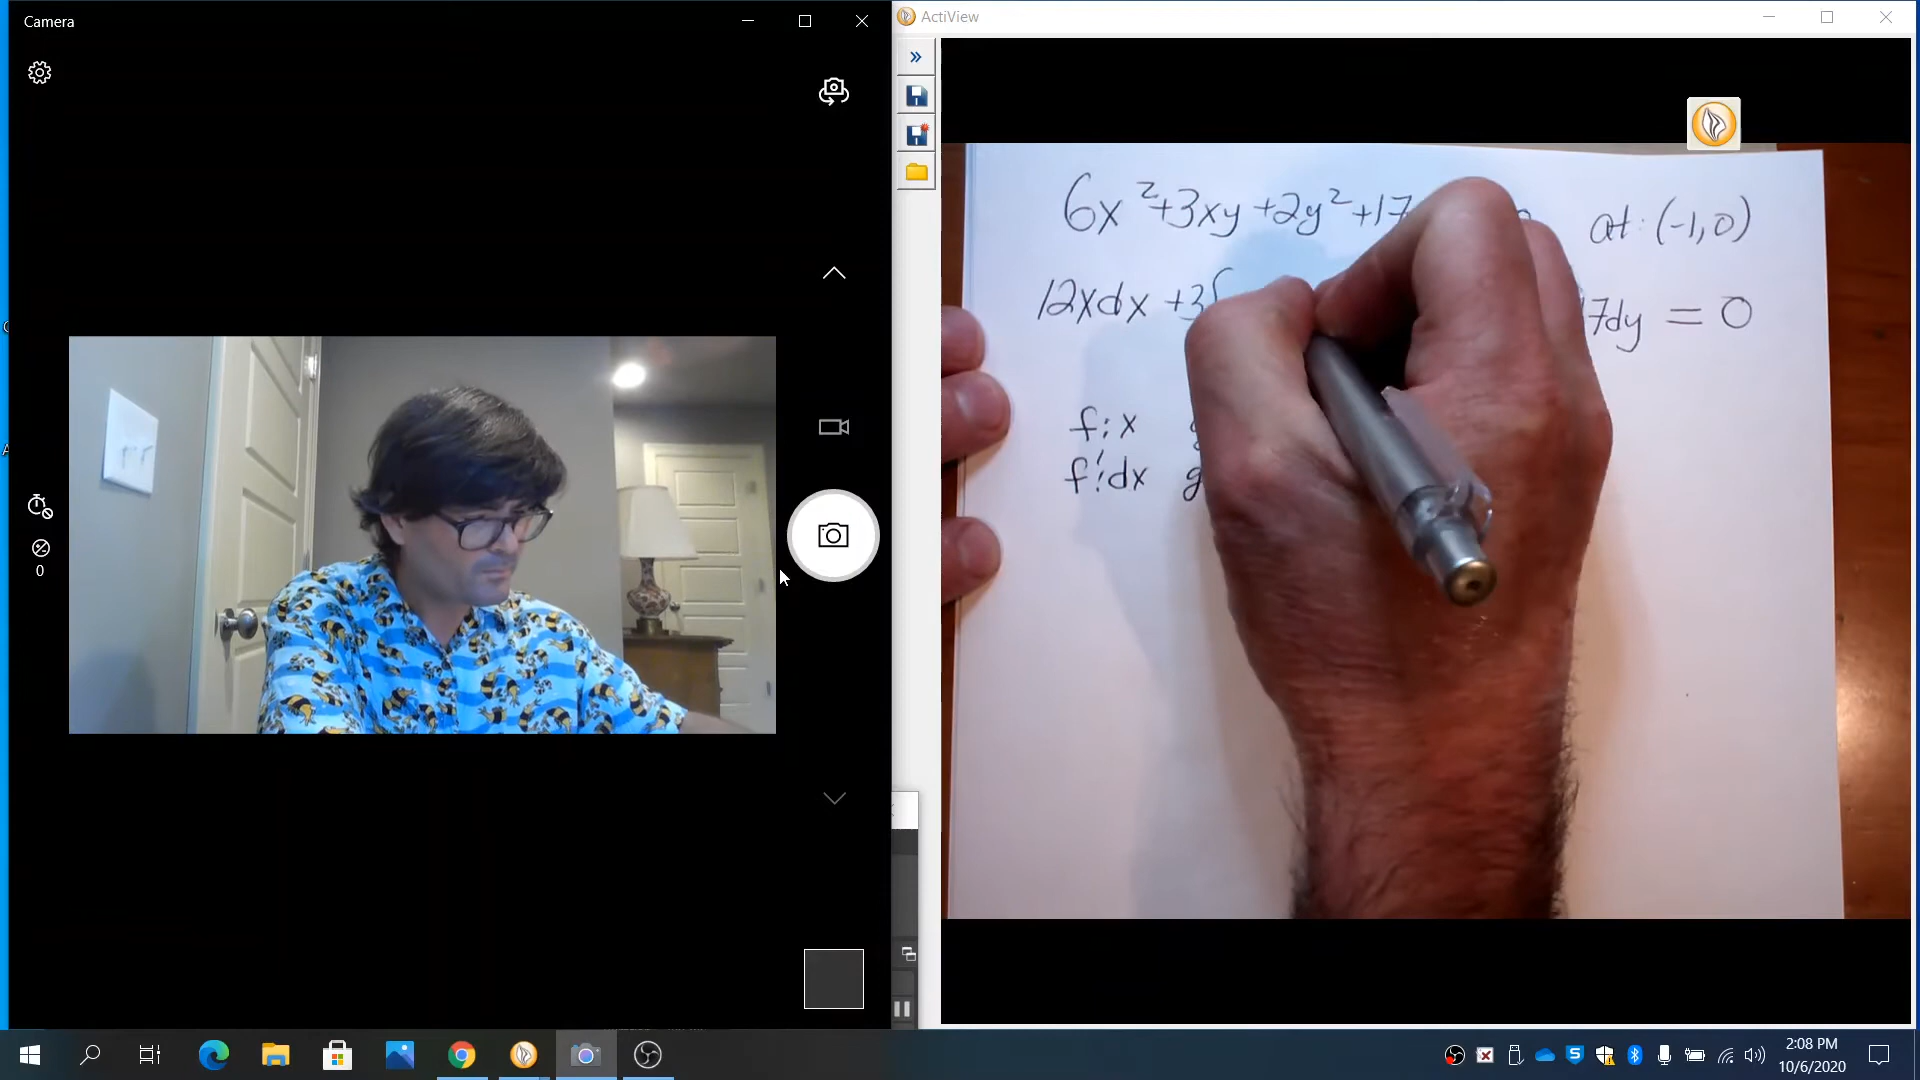 Camera
ActiView
6x²+3xy+2y²+17
at: (-1,0)
12xdx +3(
17dy = 0
f: x
f': dx g
0
2:08 PM
10/6/2020